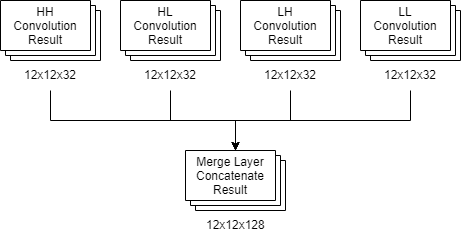 HH
Convolution
Result
12x12x32
HL
Convolution
Result
12x12x32
LH
Convolution
Result
12x12x32
LL
Convolution
Result
12x12x32
Merge Layer
Concatenate
Result
12x12x128